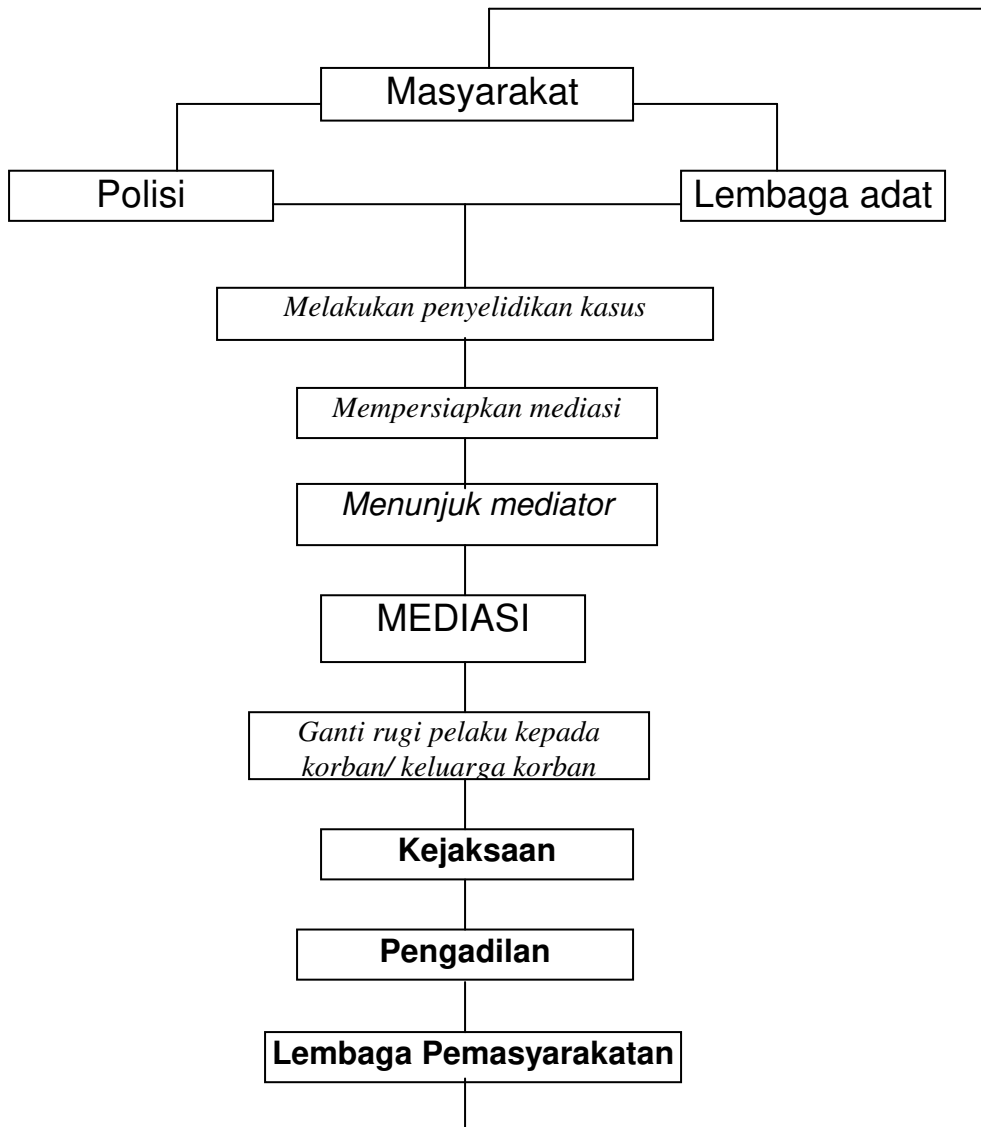 Masyarakat
Polisi
Lembaga adat
Melakukan penyelidikan kasus
Mempersiapkan mediasi
Menunjuk mediator
MEDIASI
Ganti rugi pelaku kepada
korban/ keluarga korban
Kejaksaan
Pengadilan
Lembaga Pemasyarakatan